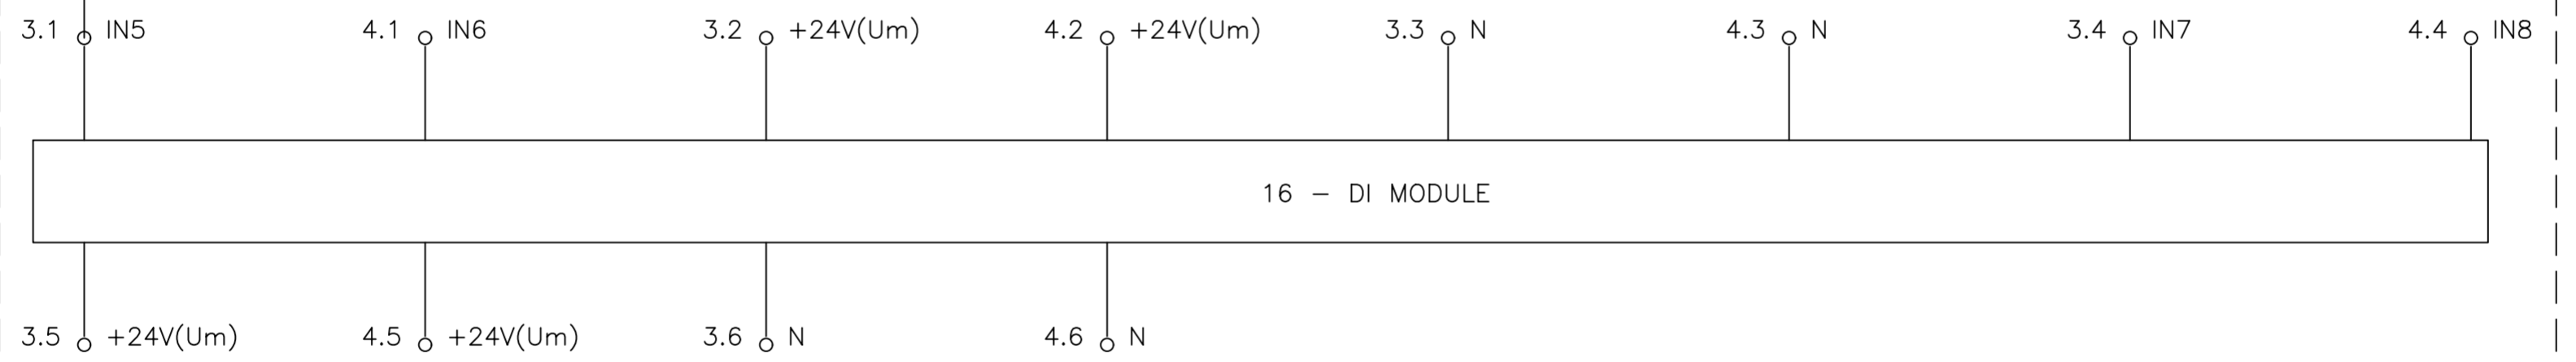 3.1 IN5 4.1 IN6 3.2 +24V(Um) 4.2 +24V(Um) 3.3 N 4.3 N 3.4 IN7 4.4 IN8
16 - DI MODULE
3.5 +24V(Um) 4.5 +24V(Um) 3.6 N 4.6 N